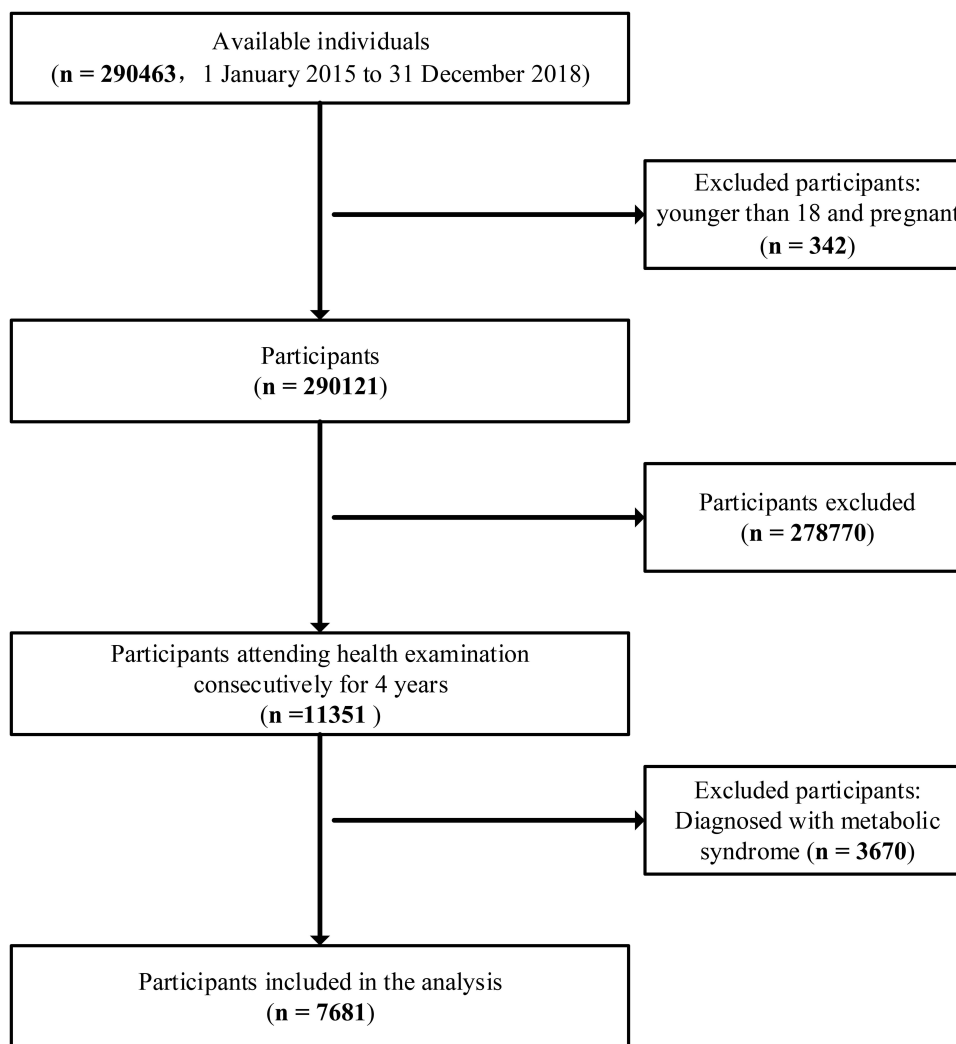 Available individuals
(n = 290463，1 January 2015 to 31 December 2018)
Excluded participants:
younger than 18 and pregnant
(n = 342)
Participants
(n = 290121)
Participants excluded
(n = 278770)
Participants attending health examination
consecutively for 4 years
(n =11351 )
Excluded participants:
Diagnosed with metabolic
syndrome (n = 3670)
Participants included in the analysis
(n = 7681)